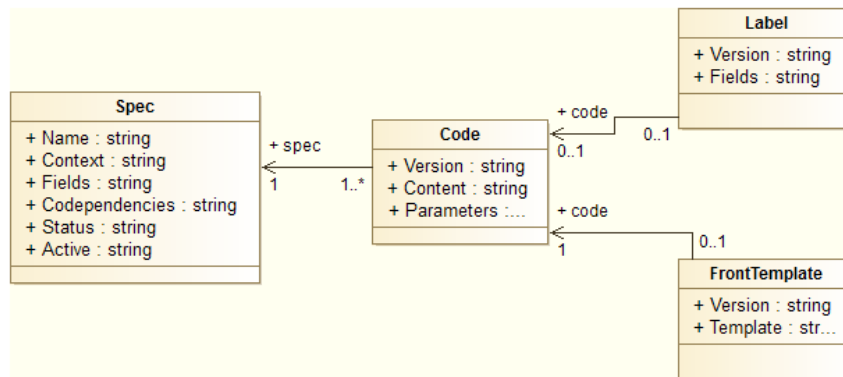 Label
+ Version : string
+ Fields : string
Spec
+ Name : string
+ Context : string
+ Fields : string
+ Codependencies : string
+ Status : string
+ Active : string
+ spec
1
1..*
Code
+ Version : string
+ Content : string
+ Parameters :...
+ code
0..1
0..1
+ code
1
0..1
FrontTemplate
+ Version : string
+ Template : str...